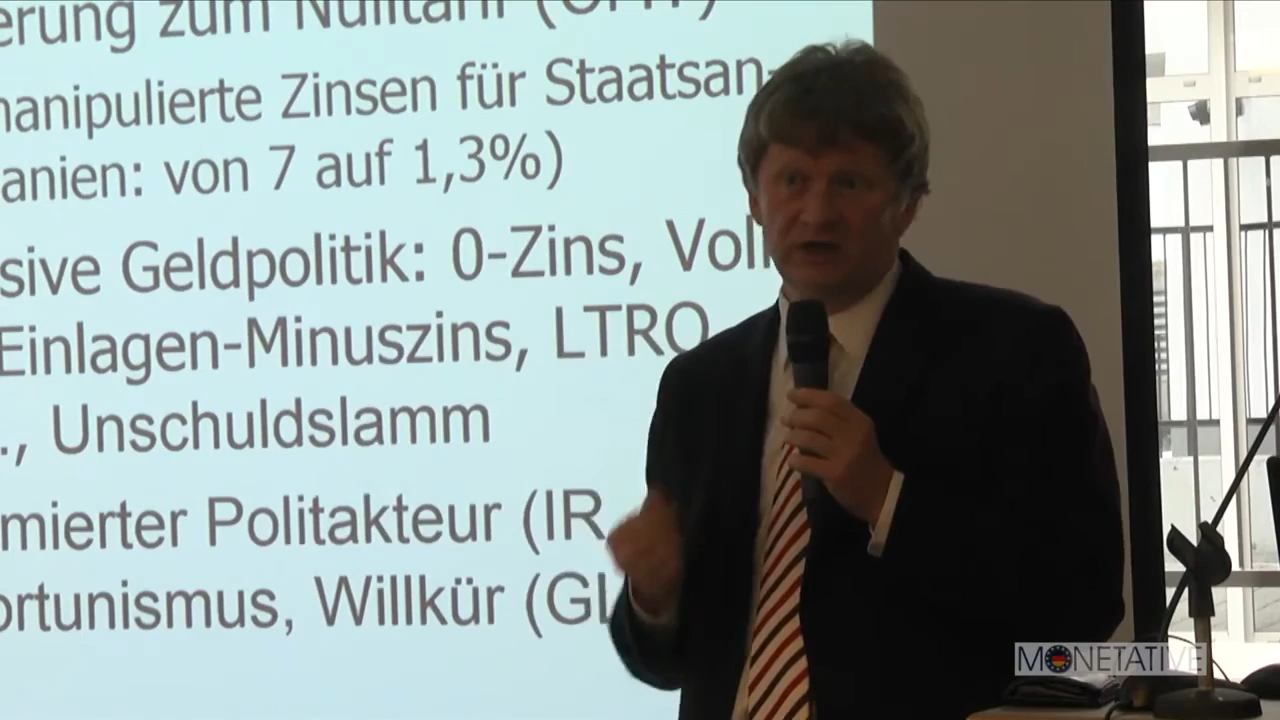 erung zum Nulltarif
manipulierte Zinsen für Staatsan-
anien: von 7 auf 1,3%)
sive Geldpolitik: 0-Zins, Voll
Einlagen-Minuszins, LTRO
., Unschuldslamm
mierter Politakteur (IR
ortunismus, Willkür (GL
MONETATIVE